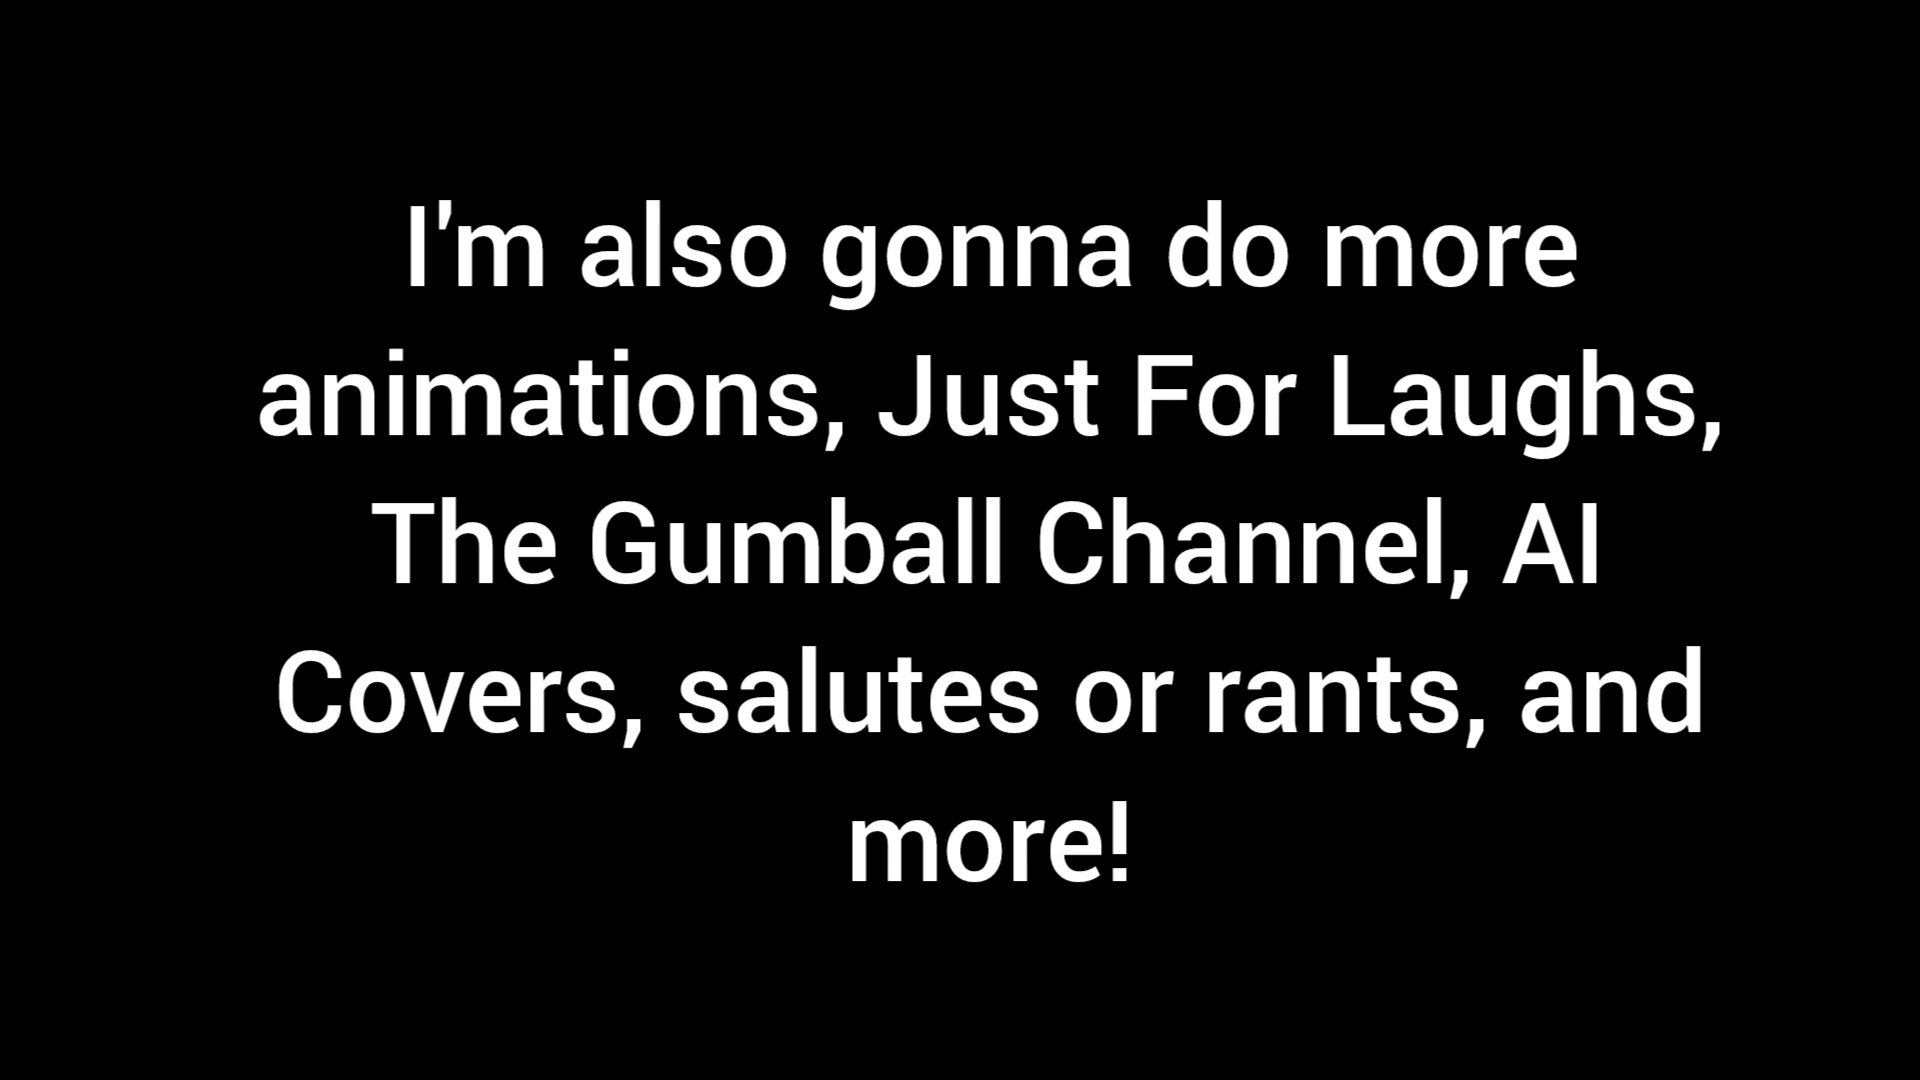 I'm also gonna do more
animations, Just For Laughs,
The Gumball Channel, AI
Covers, salutes or rants, and
more!